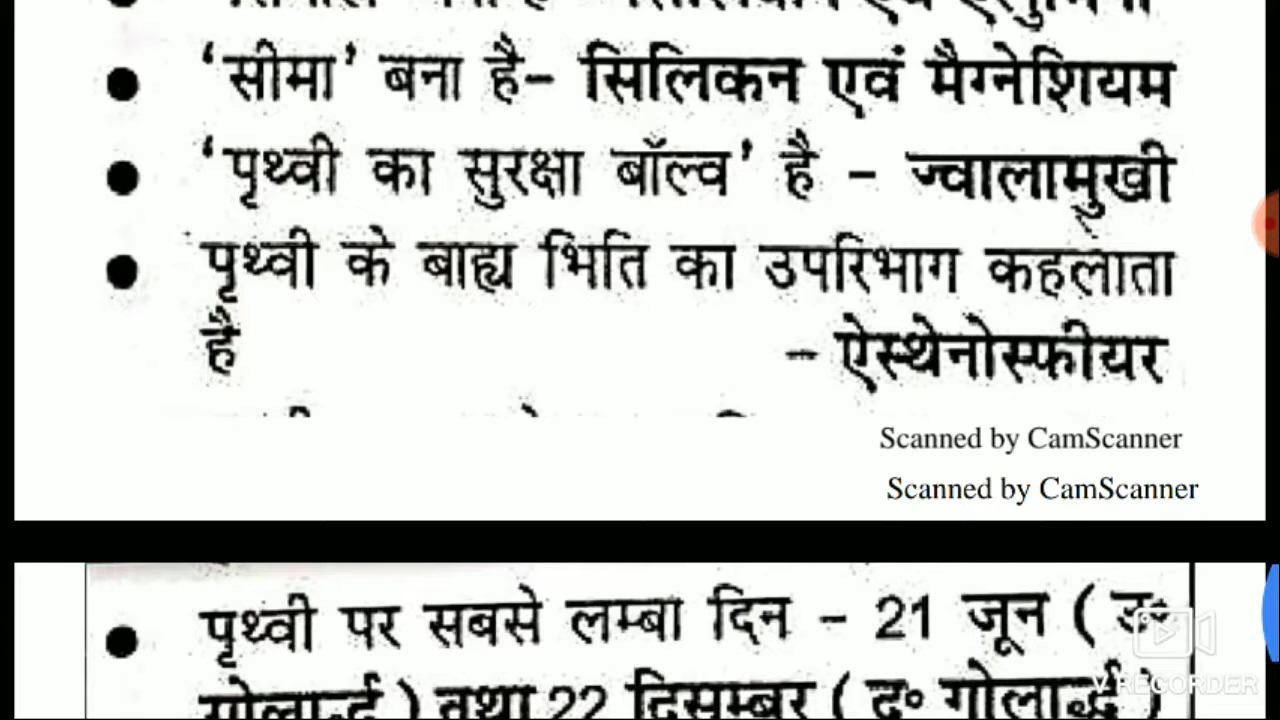 'सीमा' बना है- सिलिकन एवं मैग्नेशियम
'पृथ्वी का सुरक्षा बॉल्व' है - ज्वालामुखी
पृथ्वी के बाह्य भिति का उपरिभाग कहलाता
है - ऐस्थेनोस्फीयर
Scanned by CamScanner
Scanned by CamScanner
पृथ्वी पर सबसे लम्बा दिन - 21 जून ( उ॰
गोलार्द्ध ) तथा 22 दिसम्बर ( द॰ गोलार्द्ध )
V RECORDER